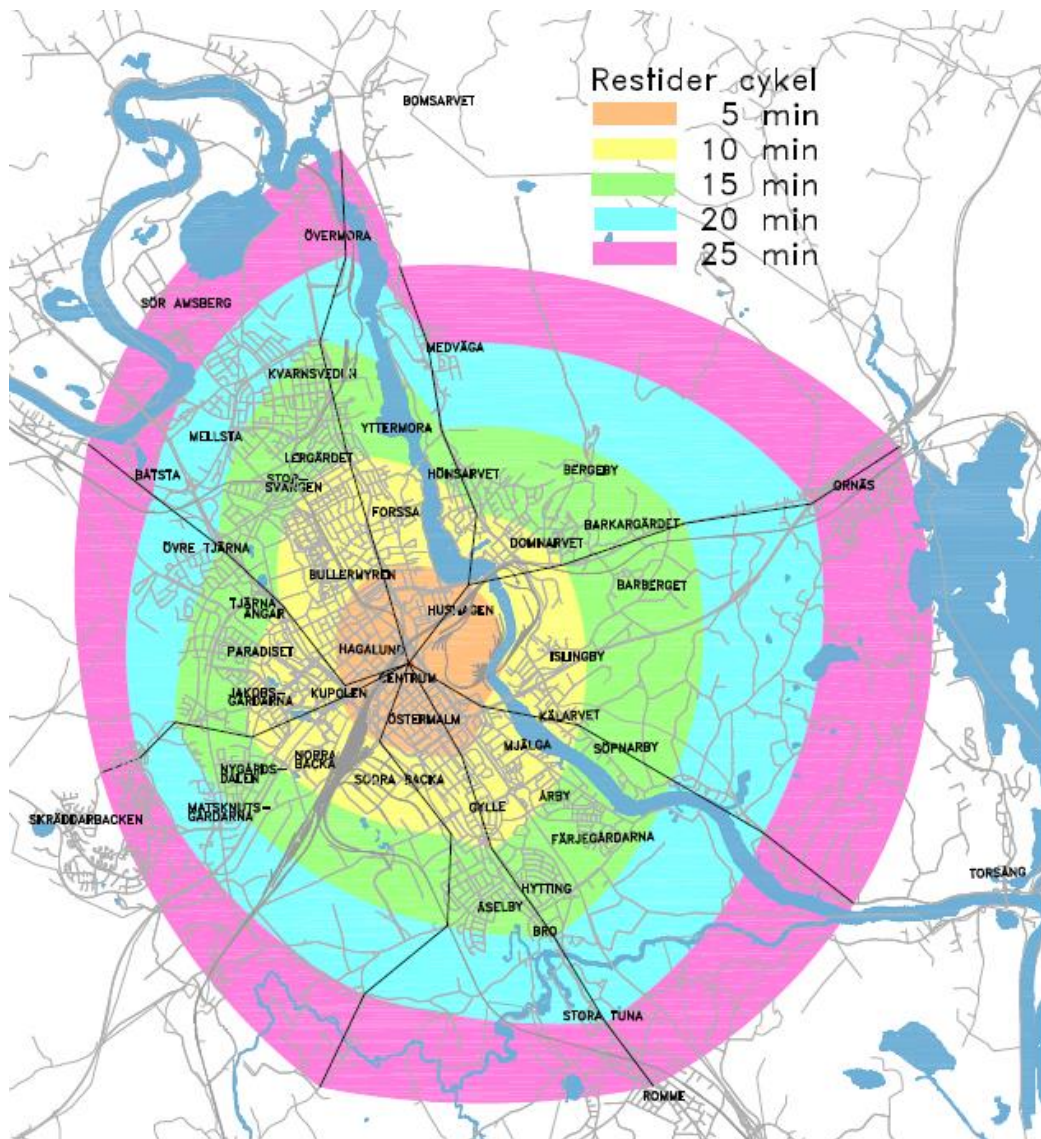 BOMSARVET
Restider cykel
5 min
10 min
15 min
20 min
25 min
ÖVERMORA
SÖR AMSBERG
MEDVÄGA
KVARNSVEDEN
YTTERMORA
MELLSTA
LERGÄRDET
BÅTSTA
STOR-
SVÄNGEN
HÖNSARVET
BERGEBY
ORNÄS
FORSSA
BARKARGÄRDET
DOMNARVET
ÖVRE TJÄRNA
BULLERMYREN
BARBERGET
TJÄRNA
ÄNGAR
HUSHAGEN
PARADISET
HAGALUND
ISLINGBY
CENTRUM
JAKOBS-
GÅRDARNA
KUPOLEN
ÖSTERMALM
KÄLARVET
MJÄLGA
SÖPNARBY
NORRA
BACKA
NYGÅRDS-
DALEN
SÖDRA BACKA
ÅRBY
MATSKNUTS-
GÅRDARNA
GYLLE
SKRÄDDARBACKEN
FÄRJEGÅRDARNA
TORSÅNG
HYTTING
ÅSELBY
BRO
STORA TUNA
ROMME